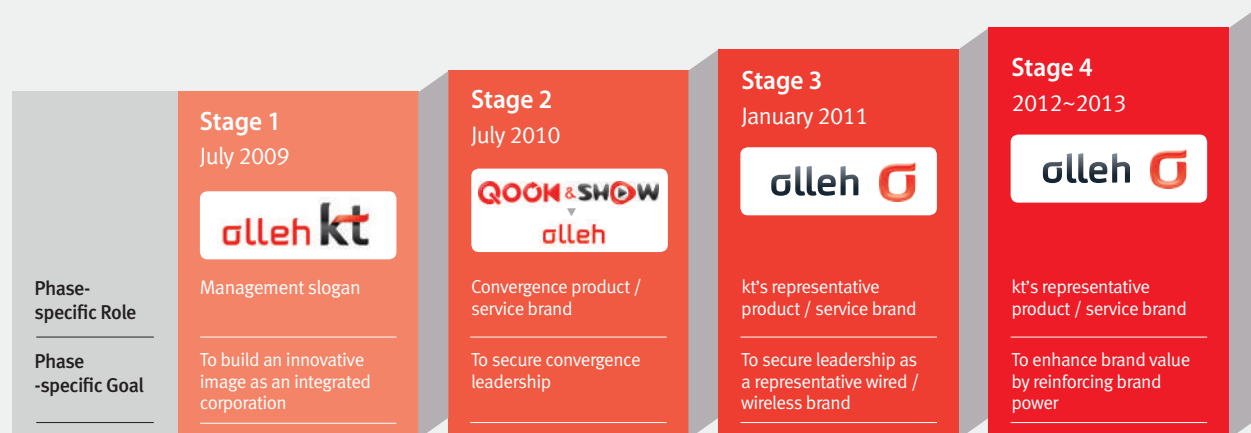 Stage 1
July 2009
olleh kt
Stage 2
July 2010
QOOK & SHOW
olleh
Stage 3
January 2011
olleh
Stage 4
2012~2013
olleh
Phase-
specific Role
Management slogan
Convergence product /
service brand
kt's representative
product / service brand
kt's representative
product / service brand
Phase
-specific Goal
To build an innovative
image as an integrated
corporation
To secure convergence
leadership
To secure leadership as
a representative wired /
wireless brand
To enhance brand value
by reinforcing brand
power